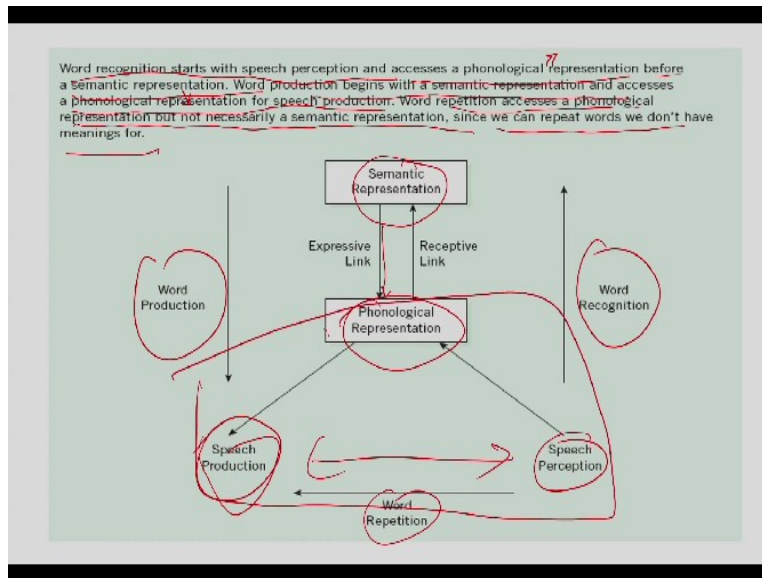 Word recognition starts with speech perception and accesses a phonological representation before
a semantic representation. Word production begins with a semantic representation and accesses
a phonological representation for speech production. Word repetition accesses a phonological
representation but not necessarily a semantic representation, since we can repeat words we don't have
meanings for.
Semantic
Representation
Expressive
Link
Receptive
Link
Word
Production
Word
Recognition
Phonological
Representation
Speech
Production
Speech
Perception
Word
Repetition